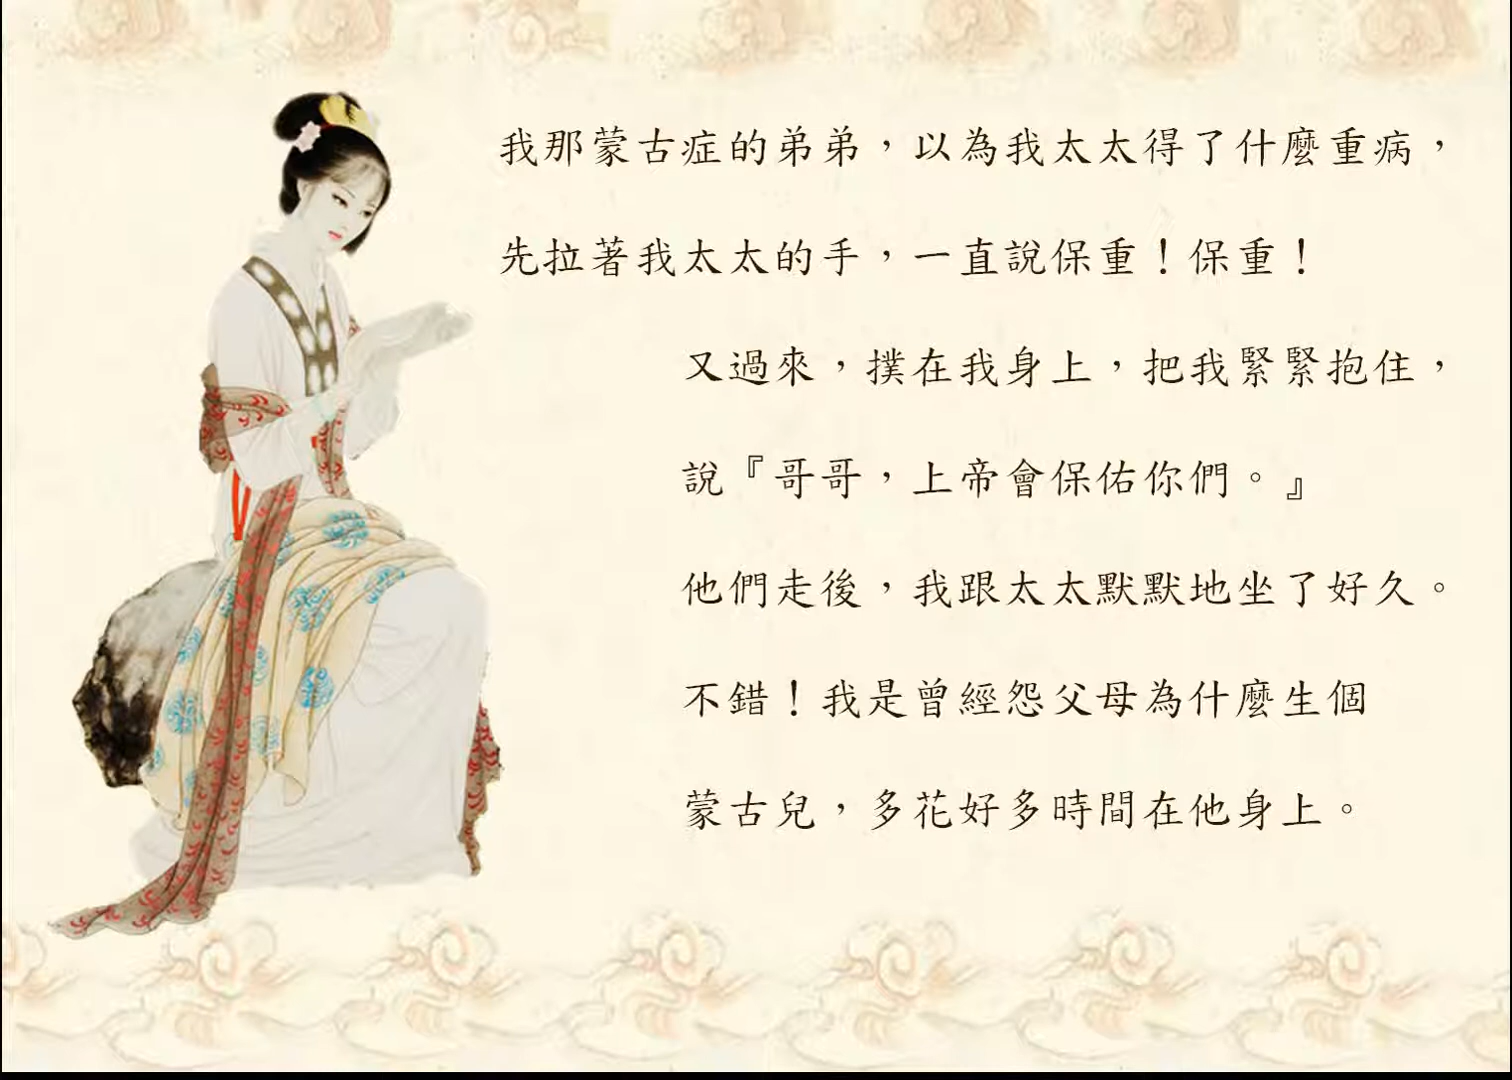 我那蒙古症的弟弟，以為我太太得了什麼重病，
先拉著我太太的手，一直說保重！保重！
又過來，撲在我身上，把我緊緊抱住，
說『哥哥，上帝會保佑你們。』
他們走後，我跟太太默默地坐了好久。
不錯！我是曾經怨父母為什麼生個
蒙古兒，多花好多時間在他身上。